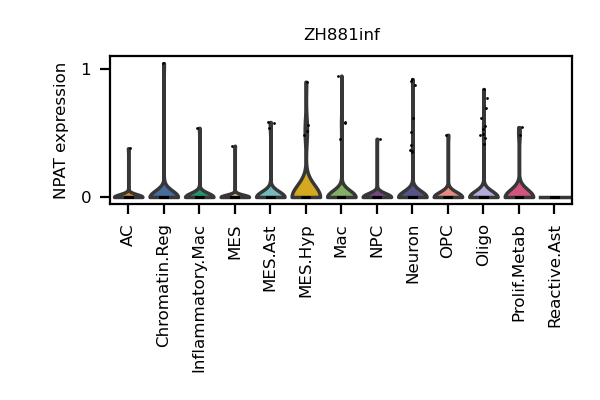 ZH881inf
NPAT expression
1
0
AC
Chromatin.Reg
Inflammatory.Mac
MES
MES.Ast
MES.Hyp
Mac
NPC
Neuron
OPC
Oligo
Prolif.Metab
Reactive.Ast